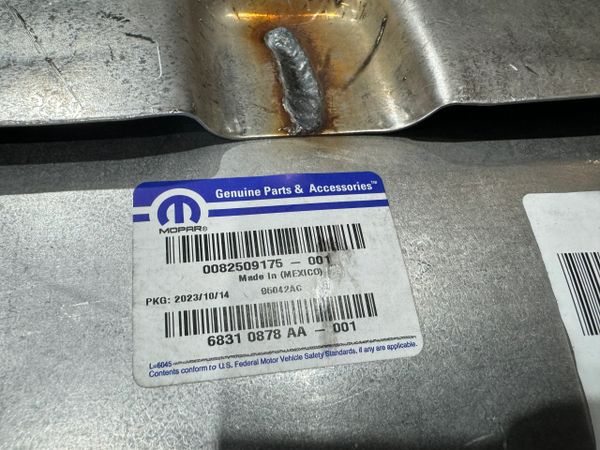 Genuine Parts & Accessories™
MOPAR®
0082509175 - 001
Made In (MEXICO)
PKG: 2023/10/14 95042AC
6831 0878 AA - 001
L=6045
Contents conform to U.S. Federal Motor Vehicle Safety Standards, if any are applicable.